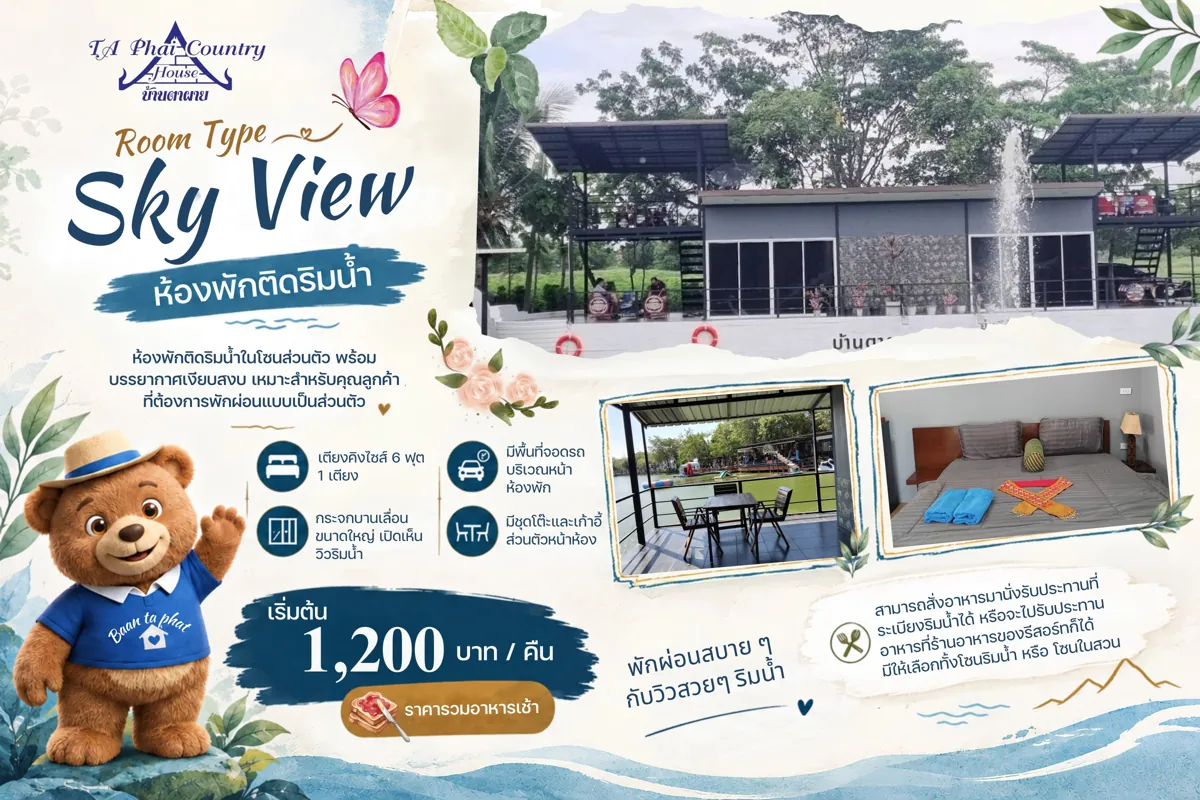 TA Phai Country
House
บ้านตาผาย
Room Type
Sky View
ห้องพักติดริมน้ำ
ห้องพักติดริมน้ำในโซนส่วนตัว พร้อม
บรรยากาศเงียบสงบ เหมาะสำหรับคุณลูกค้า
ที่ต้องการพักผ่อนแบบเป็นส่วนตัว
เตียงคิงไซส์ 6 ฟุต
1 เตียง
มีพื้นที่จอดรถ
บริเวณหน้า
ห้องพัก
กระจกบานเลื่อน
ขนาดใหญ่ เปิดเห็น
วิวริมน้ำ
มีชุดโต๊ะและเก้าอี้
ส่วนตัวหน้าห้อง
Baan ta phai
เริ่มต้น
1,200 บาท / คืน
ราคารวมอาหารเช้า
บ้านตา
พักผ่อนสบาย ๆ
กับวิวสวยๆ ริมน้ำ
สามารถสั่งอาหารมานั่งรับประทานที่
ระเบียงริมน้ำได้ หรือจะไปรับประทาน
อาหารที่ร้านอาหารของรีสอร์ทก็ได้
มีให้เลือกทั้งโซนริมน้ำ หรือ โซนในสวน